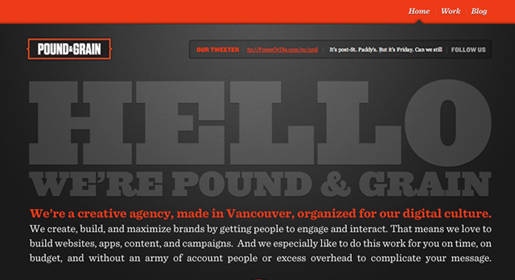 Home Work Blog
POUND&GRAIN
OUR TWEETER It's post-St. Paddy's. But it's Friday. Can we still FOLLOW US
HELLO
WE'RE POUND & GRAIN
We're a creative agency, made in Vancouver, organized for our digital culture.
We create, build, and maximize brands by getting people to engage and interact. That means we love to
build websites, apps, content, and campaigns. And we especially like to do this work for you on time, on
budget, and without an army of account people or excess overhead to complicate your message.